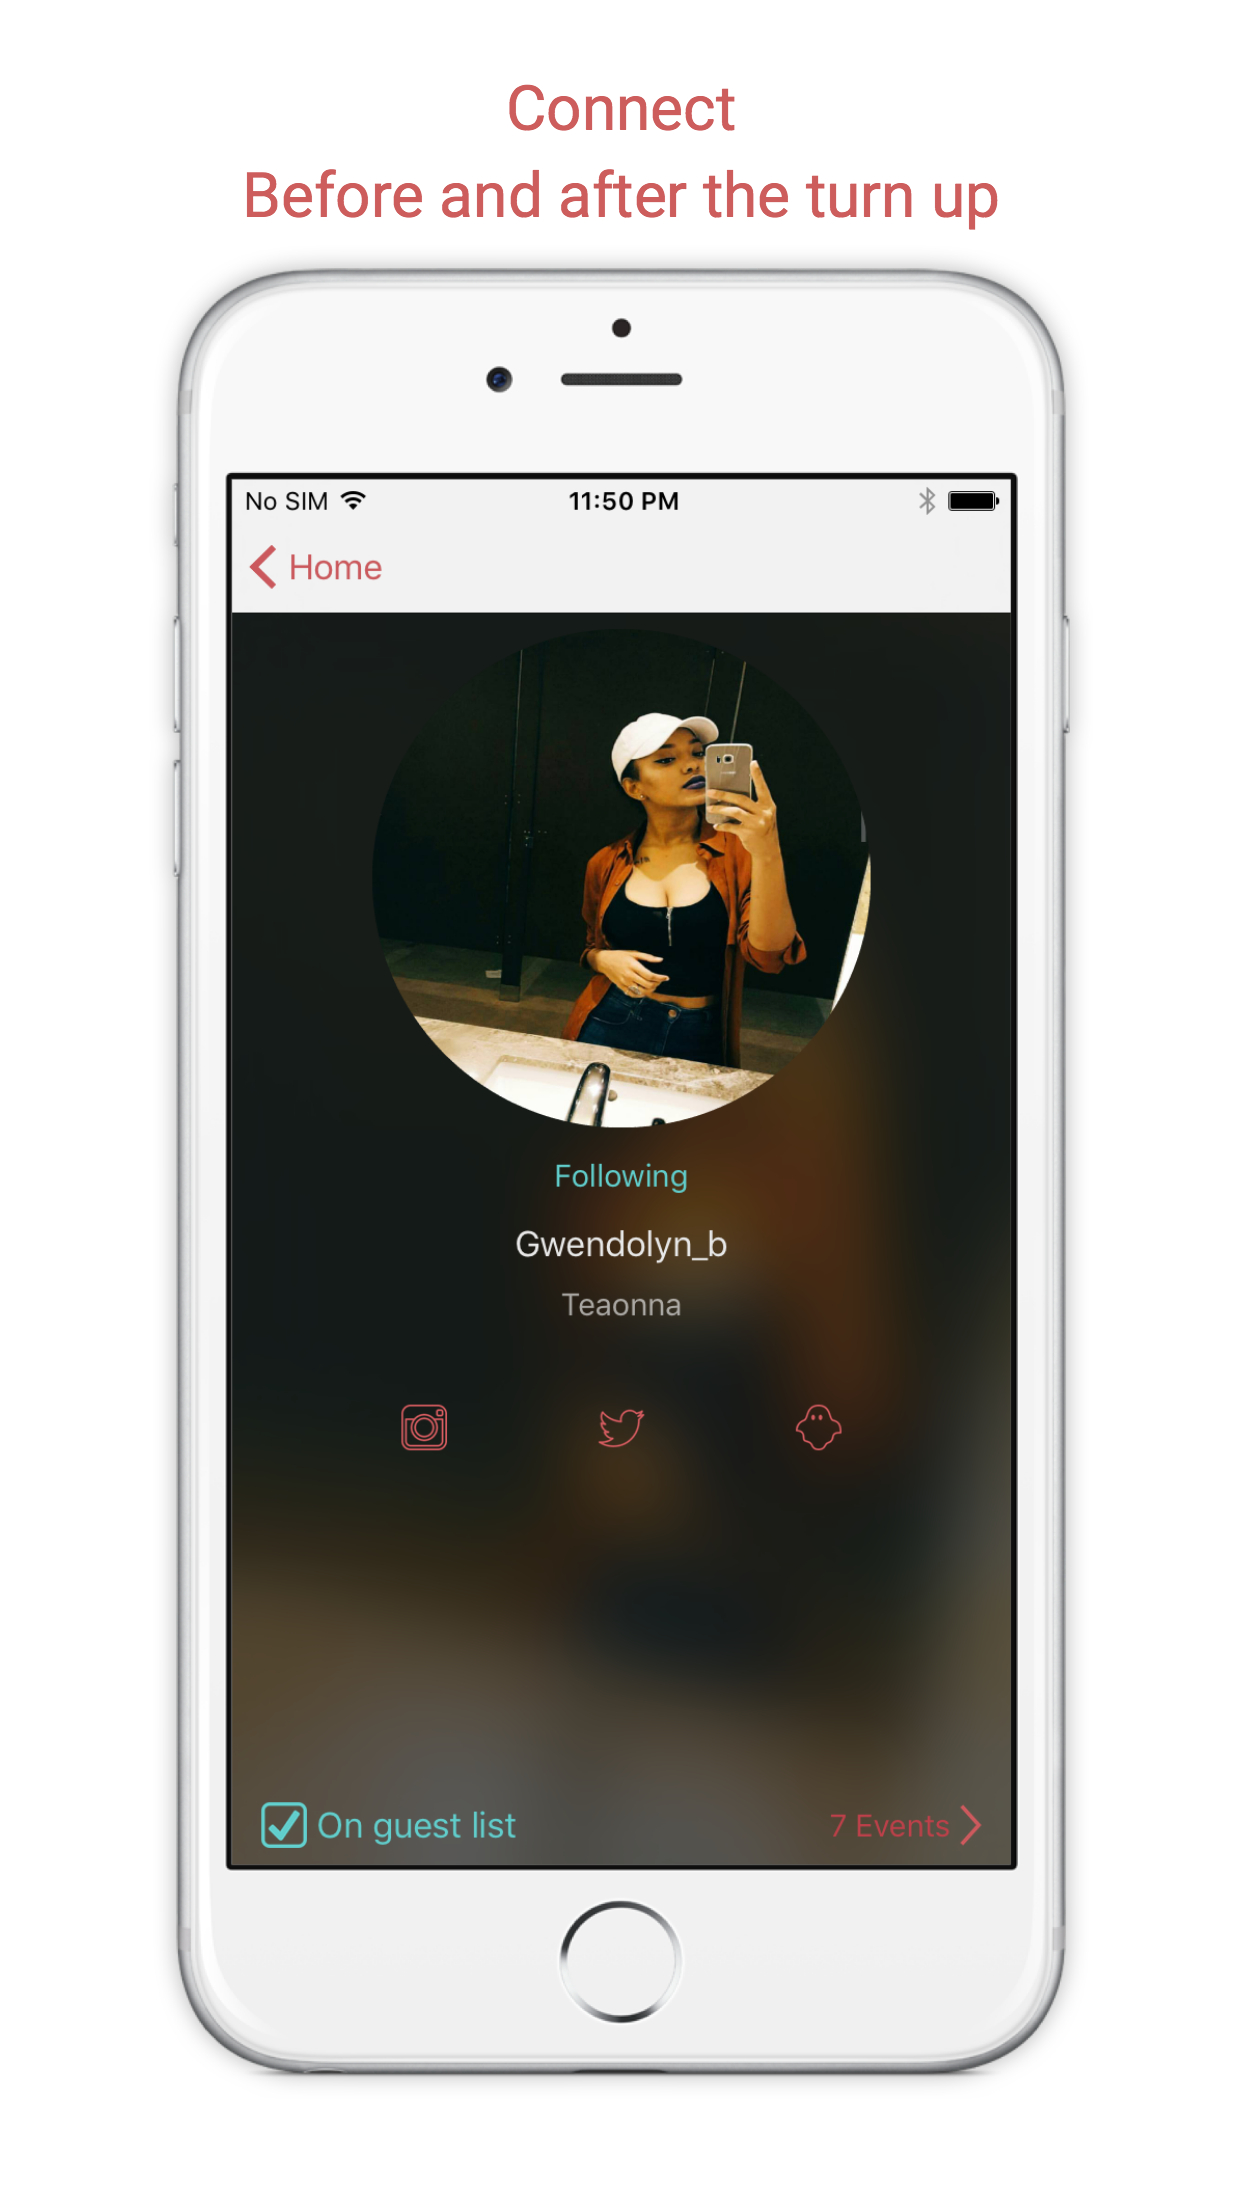 Connect
Before and after the turn up
No SIM 11:50 PM
Home
Following
Gwendolyn_b
Teaonna
On guest list 7 Events